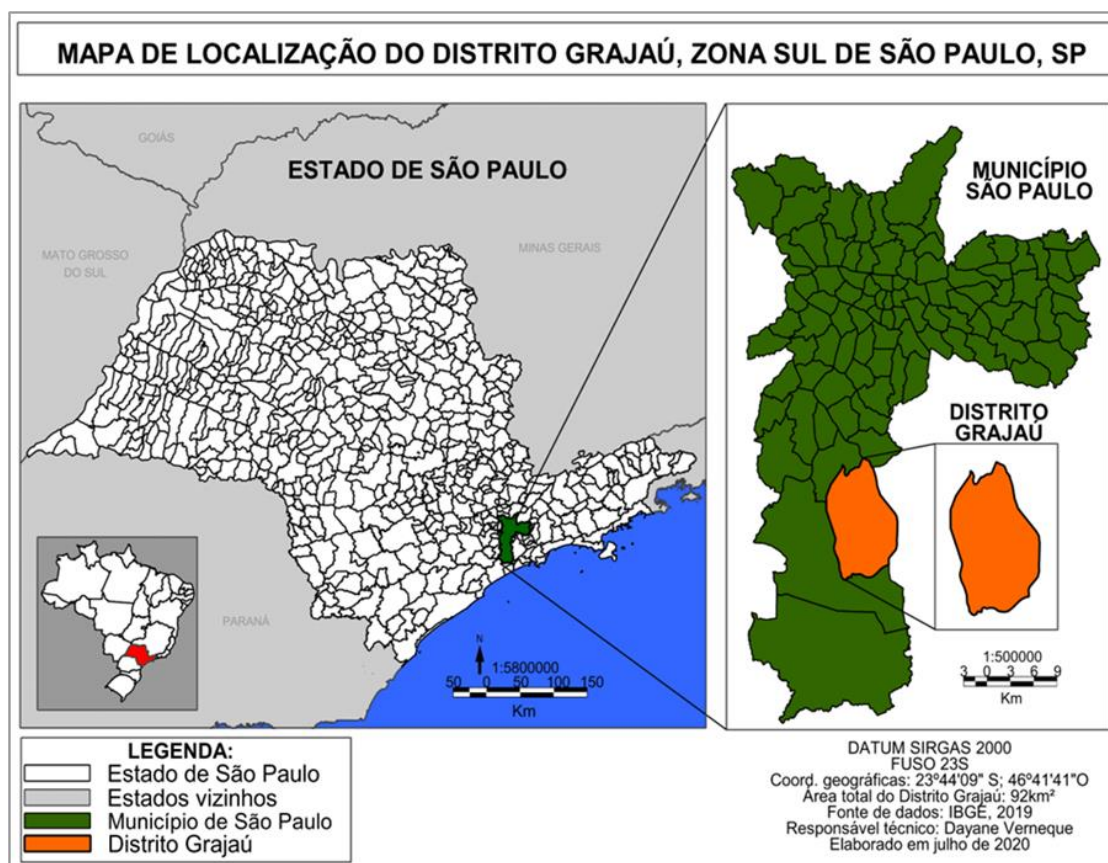 MAPA DE LOCALIZAÇÃO DO DISTRITO GRAJAÚ, ZONA SUL DE SÃO PAULO, SP
GOIÁS
ESTADO DE SÃO PAULO
MATO GROSSO
DO SUL
MINAS GERAIS
PARANÁ
N
1:5800000
50 0 50 100 150
Km
MUNICÍPIO
SÃO PAULO
DISTRITO
GRAJAÚ
1:500000
3 0 3 6 9
Km
LEGENDA:
Estado de São Paulo
Estados vizinhos
Município de São Paulo
Distrito Grajaú
DATUM SIRGAS 2000
FUSO 23S
Coord. geográficas: 23º44'09" S; 46º41'41"O
Área total do Distrito Grajaú: 92km²
Fonte de dados: IBGE, 2019
Responsável técnico: Dayane Verneque
Elaborado em julho de 2020